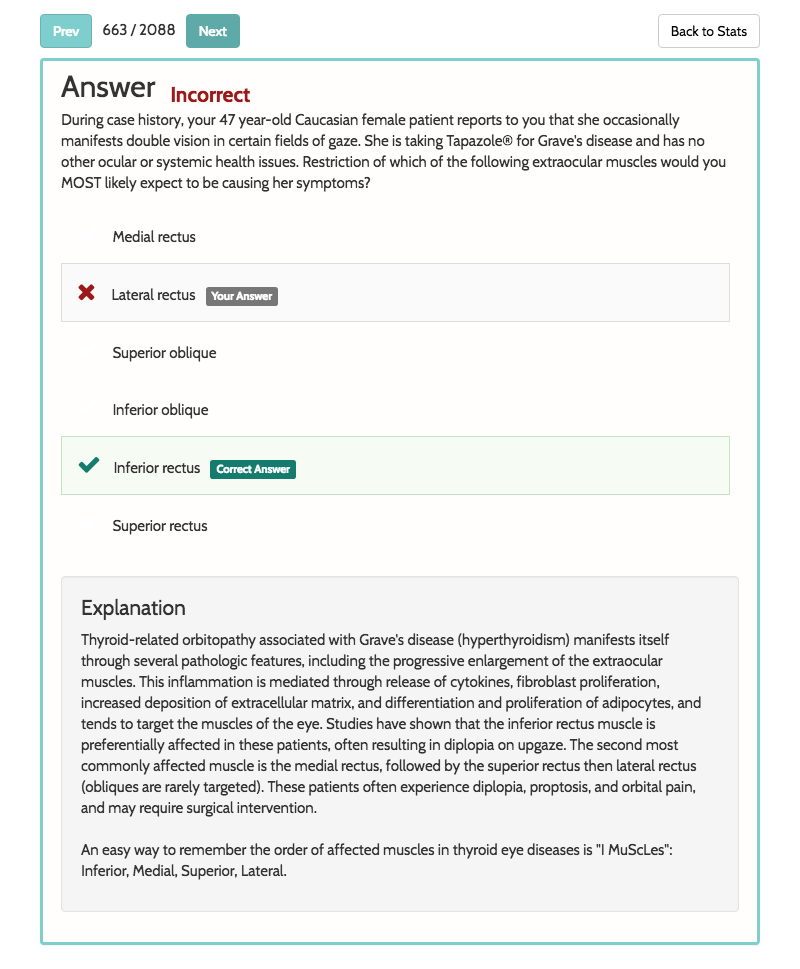 Prev 663 / 2088 Next Back to Stats
Answer Incorrect
During case history, your 47 year-old Caucasian female patient reports to you that she occasionally
manifests double vision in certain fields of gaze. She is taking Tapazole® for Grave's disease and has no
other ocular or systemic health issues. Restriction of which of the following extraocular muscles would you
MOST likely expect to be causing her symptoms?
Medial rectus
Lateral rectus Your Answer
Superior oblique
Inferior oblique
Inferior rectus Correct Answer
Superior rectus
Explanation
Thyroid-related orbitopathy associated with Grave's disease (hyperthyroidism) manifests itself
through several pathologic features, including the progressive enlargement of the extraocular
muscles. This inflammation is mediated through release of cytokines, fibroblast proliferation,
increased deposition of extracellular matrix, and differentiation and proliferation of adipocytes, and
tends to target the muscles of the eye. Studies have shown that the inferior rectus muscle is
preferentially affected in these patients, often resulting in diplopia on upgaze. The second most
commonly affected muscle is the medial rectus, followed by the superior rectus then lateral rectus
(obliques are rarely targeted). These patients often experience diplopia, proptosis, and orbital pain,
and may require surgical intervention.
An easy way to remember the order of affected muscles in thyroid eye diseases is "I MuScLes":
Inferior, Medial, Superior, Lateral.